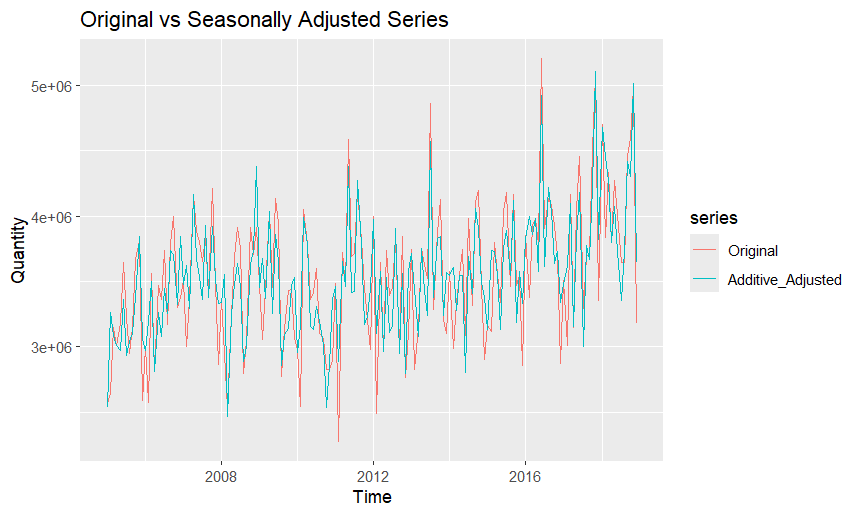 Original vs Seasonally Adjusted Series
5e+06
4e+06
3e+06
Quantity
2008
2012
2016
Time
series
Original
Additive_Adjusted